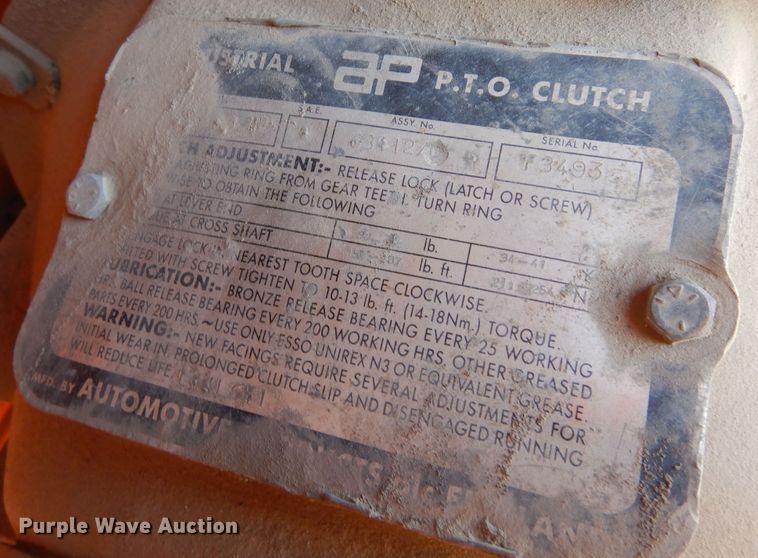 ap P.T.O. CLUTCH
S.A.E. ASSY. No. SERIAL No.
ADJUSTMENT:- RELEASE LOCK (LATCH OR SCREW)
RING FROM GEAR TEETH. TURN RING
TO OBTAIN THE FOLLOWING
AT LEVER END lb. 34-41
AT CROSS SHAFT lb. ft.
LOCK IN NEAREST TOOTH SPACE CLOCKWISE.
WITH SCREW TIGHTEN TO 10-13 lb. ft. (14-18Nm.) TORQUE.
LUBRICATION:- BRONZE RELEASE BEARING EVERY 25 WORKING
HRS. BALL RELEASE BEARING EVERY 200 WORKING HRS. OTHER GREASED
PARTS EVERY 200 HRS. ~USE ONLY ESSO UNIREX N3 OR EQUIVALENT GREASE.
WARNING:- NEW FACINGS REQUIRE SEVERAL ADJUSTMENTS FOR
INITIAL WEAR IN. PROLONGED CLUTCH SLIP AND DISENGAGED RUNNING
WILL REDUCE LIFE
MFD. BY AUTOMOTIVE
Purple Wave Auction